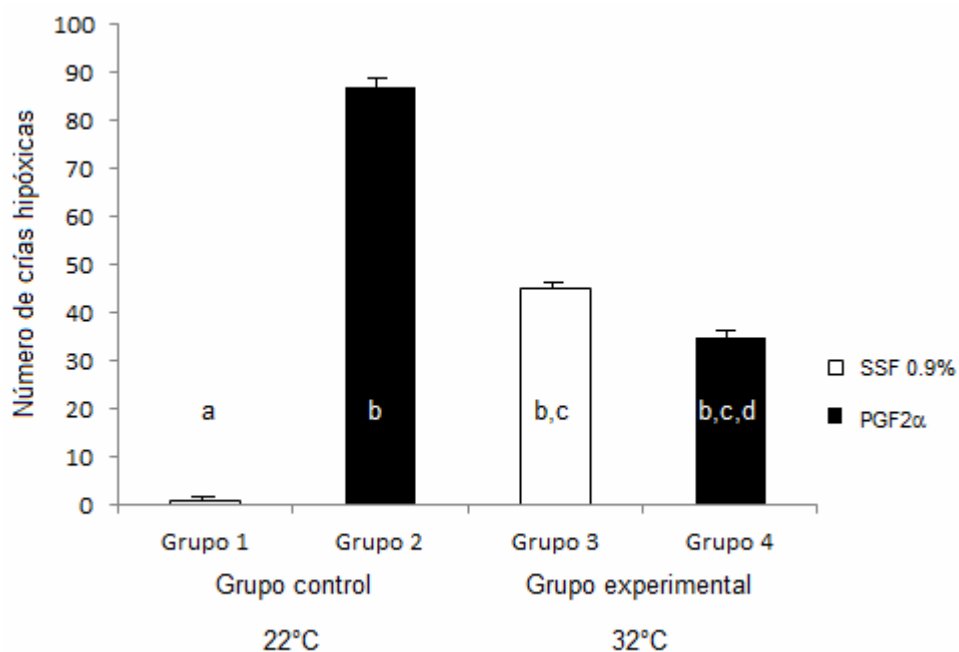 Número de crías hipóxicas
100
90
80
70
60
50
40
30
20
10
0
a
b
b,c
b,c,d
SSF 0.9%
PGF2α
Grupo 1
Grupo 2
Grupo 3
Grupo 4
Grupo control
Grupo experimental
22°C
32°C